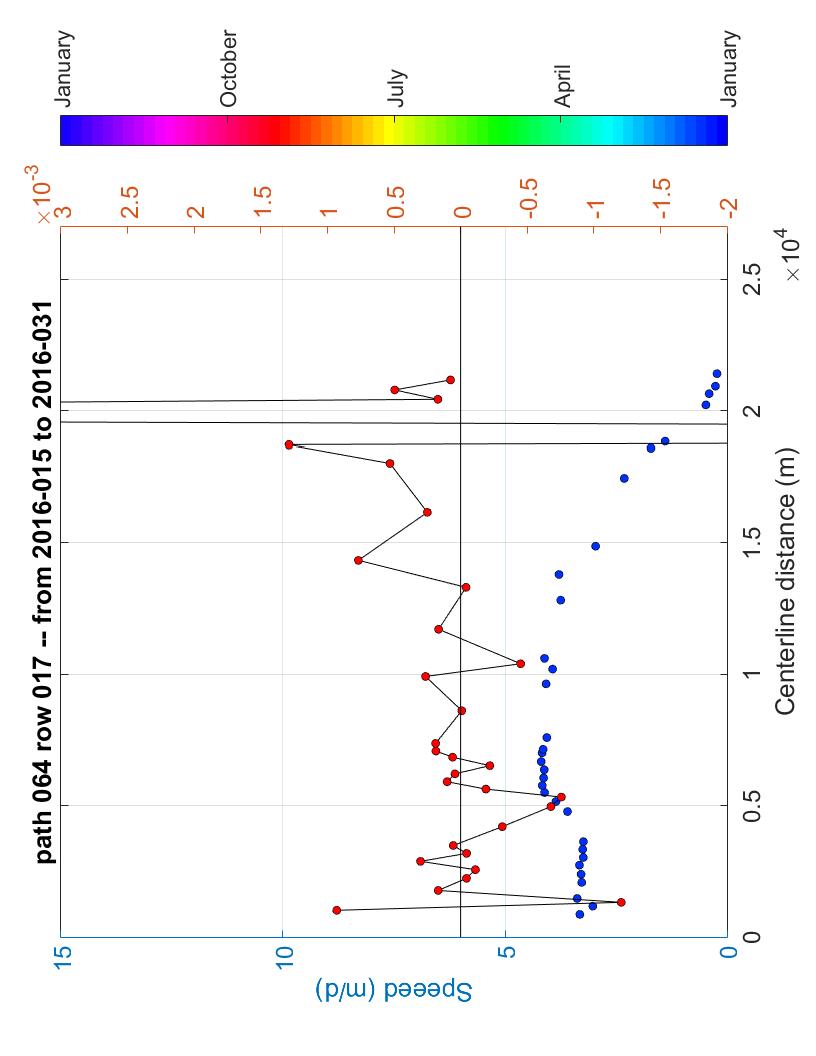 path 064 row 017 -- from 2016-015 to 2016-031
Speeed (m/d)
0
5
10
15
0
0.5
1
1.5
2
2.5
×10⁴
Centerline distance (m)
×10⁻³
3
2.5
2
1.5
1
0.5
0
-0.5
-1
-1.5
-2
January
October
July
April
January